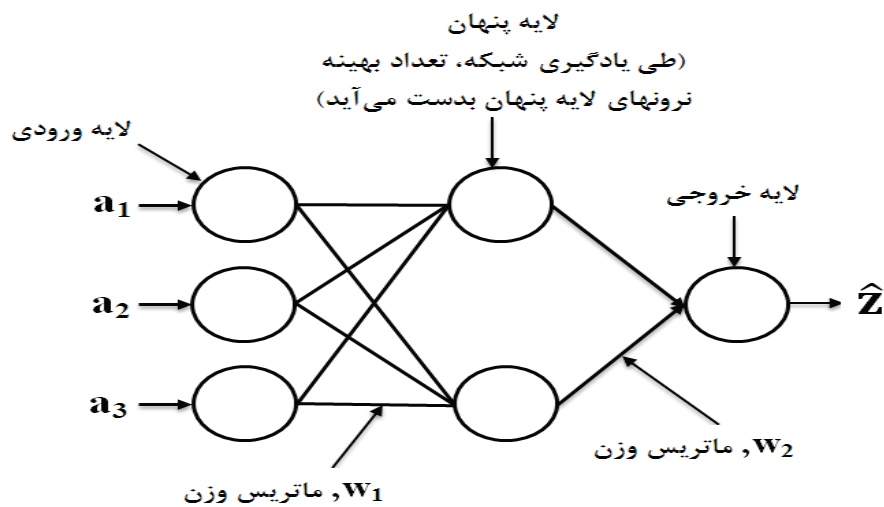 لایه پنهان
(طی یادگیری شبکه، تعداد بهینه
نرونهای لایه پنهان بدست می‌آید)
لایه ورودی
لایه خروجی
a1
a2
a3
ẑ
ماتریس وزن ,w2
ماتریس وزن ,w1